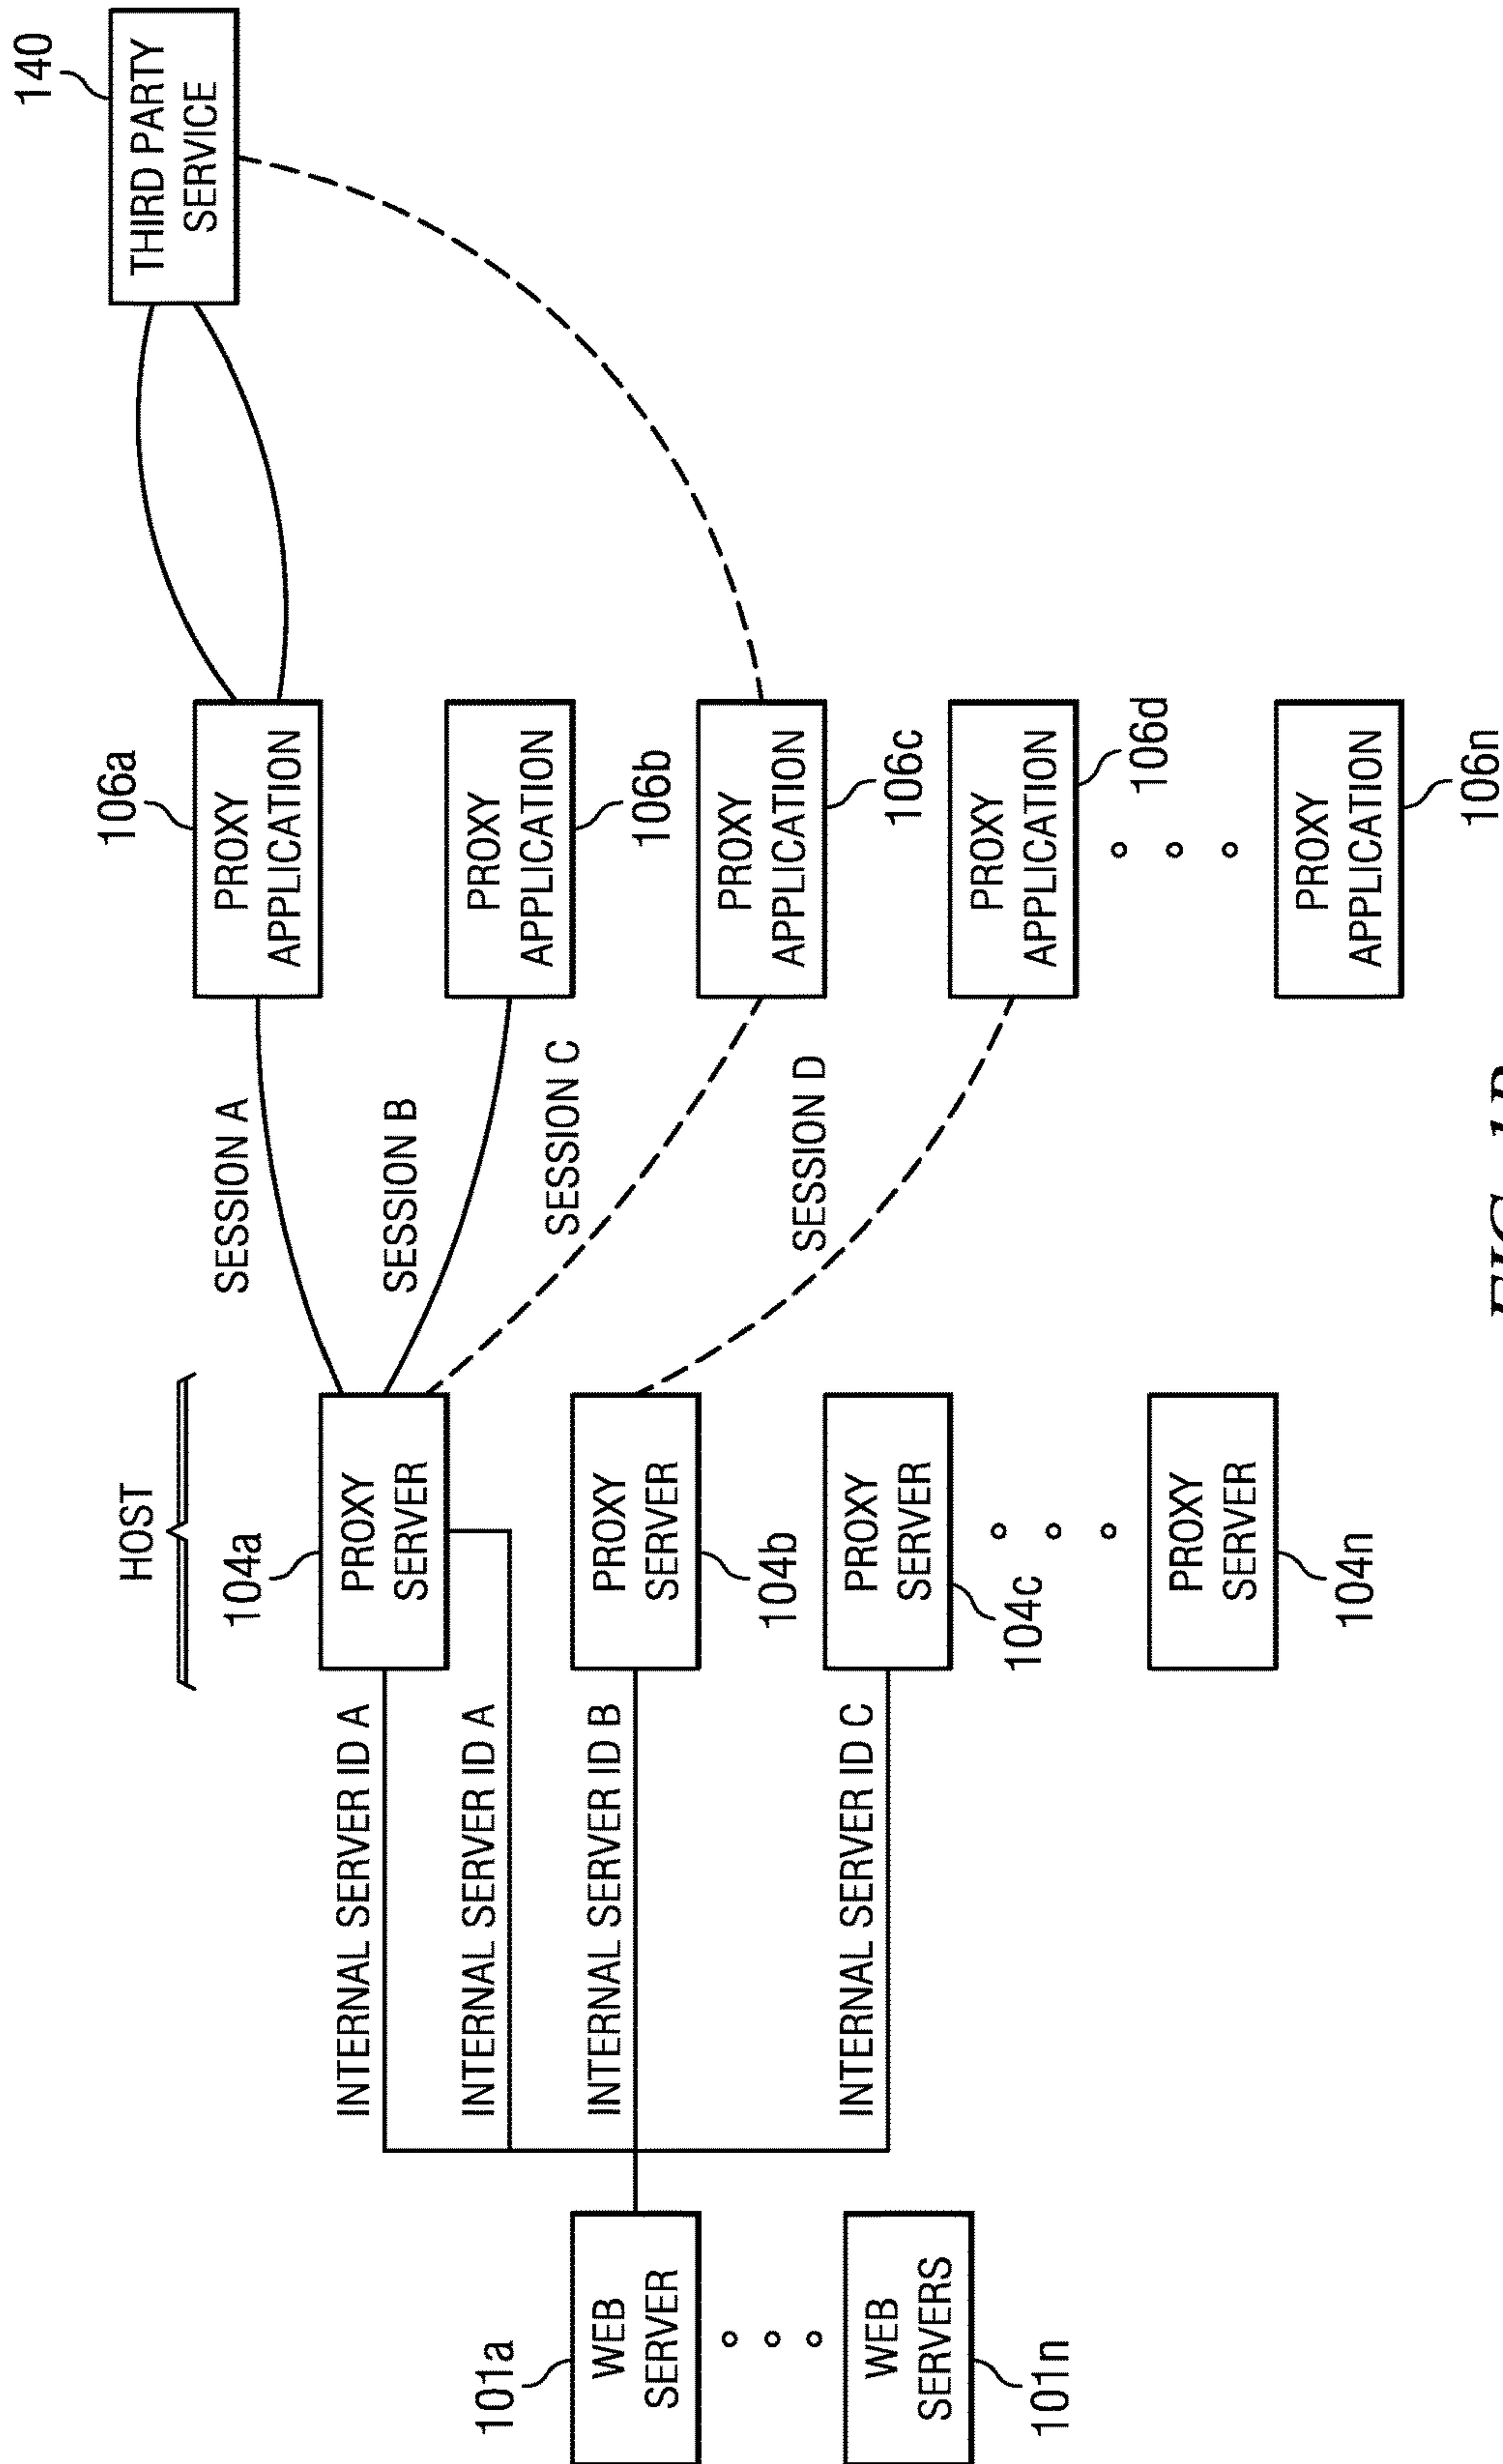 101a
WEB
SERVER
WEB
SERVERS
101n
INTERNAL SERVER ID A
INTERNAL SERVER ID A
INTERNAL SERVER ID B
INTERNAL SERVER ID C
HOST
104a
PROXY
SERVER
PROXY
SERVER
104b
PROXY
SERVER
104c
PROXY
SERVER
104n
SESSION A
SESSION B
SESSION C
SESSION D
106a
PROXY
APPLICATION
PROXY
APPLICATION
106b
PROXY
APPLICATION
106c
PROXY
APPLICATION
106d
PROXY
APPLICATION
106n
140
THIRD PARTY
SERVICE
FIG.